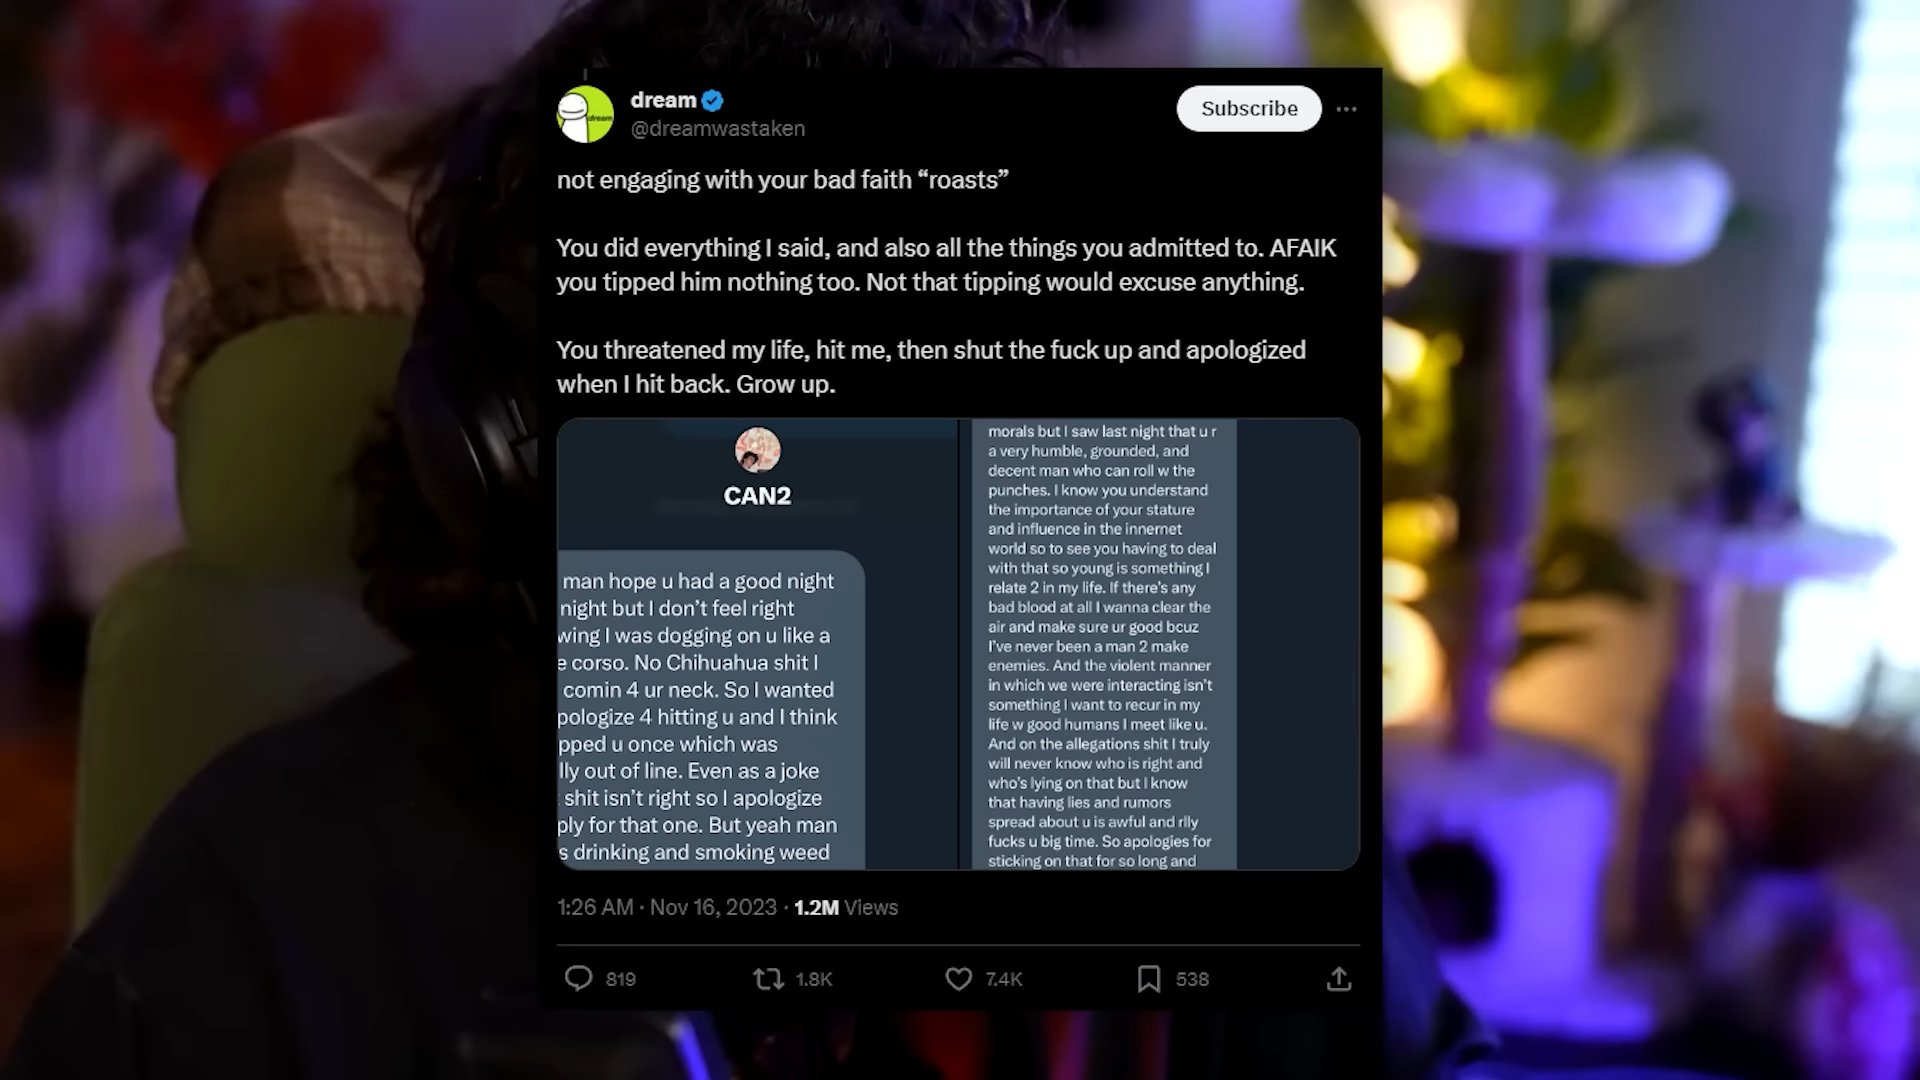 dream
@dreamwastaken
Subscribe
not engaging with your bad faith “roasts”
You did everything I said, and also all the things you admitted to. AFAIK
you tipped him nothing too. Not that tipping would excuse anything.
You threatened my life, hit me, then shut the fuck up and apologized
when I hit back. Grow up.
CAN2
man hope u had a good night
night but I don’t feel right
wing I was dogging on u like a
e corso. No Chihuahua shit I
comin 4 ur neck. So I wanted
pologize 4 hitting u and I think
pped u once which was
lly out of line. Even as a joke
shit isn’t right so I apologize
ply for that one. But yeah man
s drinking and smoking weed
morals but I saw last night that u r
a very humble, grounded, and
decent man who can roll w the
punches. I know you understand
the importance of your stature
and influence in the innernet
world so to see you having to deal
with that so young is something I
relate 2 in my life. If there’s any
bad blood at all I wanna clear the
air and make sure ur good bcuz
I’ve never been a man 2 make
enemies. And the violent manner
in which we were interacting isn’t
something I want to recur in my
life w good humans I meet like u.
And on the allegations shit I truly
will never know who is right and
who’s lying on that but I know
that having lies and rumors
spread about u is awful and rlly
fucks u big time. So apologies for
sticking on that for so long and
1:26 AM · Nov 16, 2023 · 1.2M Views
819
1.8K
7.4K
538